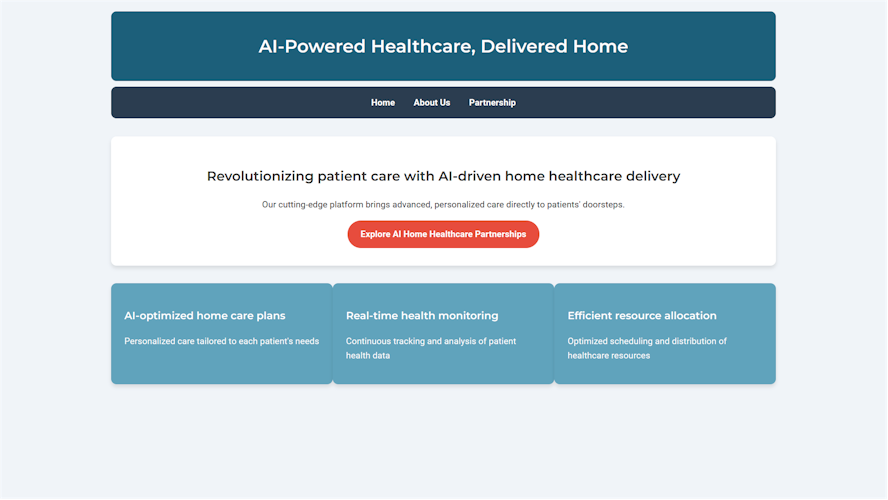 AI-Powered Healthcare, Delivered Home
Home About Us Partnership
Revolutionizing patient care with AI-driven home healthcare delivery
Our cutting-edge platform brings advanced, personalized care directly to patients' doorsteps.
Explore AI Home Healthcare Partnerships
AI-optimized home care plans
Personalized care tailored to each patient's needs
Real-time health monitoring
Continuous tracking and analysis of patient
health data
Efficient resource allocation
Optimized scheduling and distribution of
healthcare resources